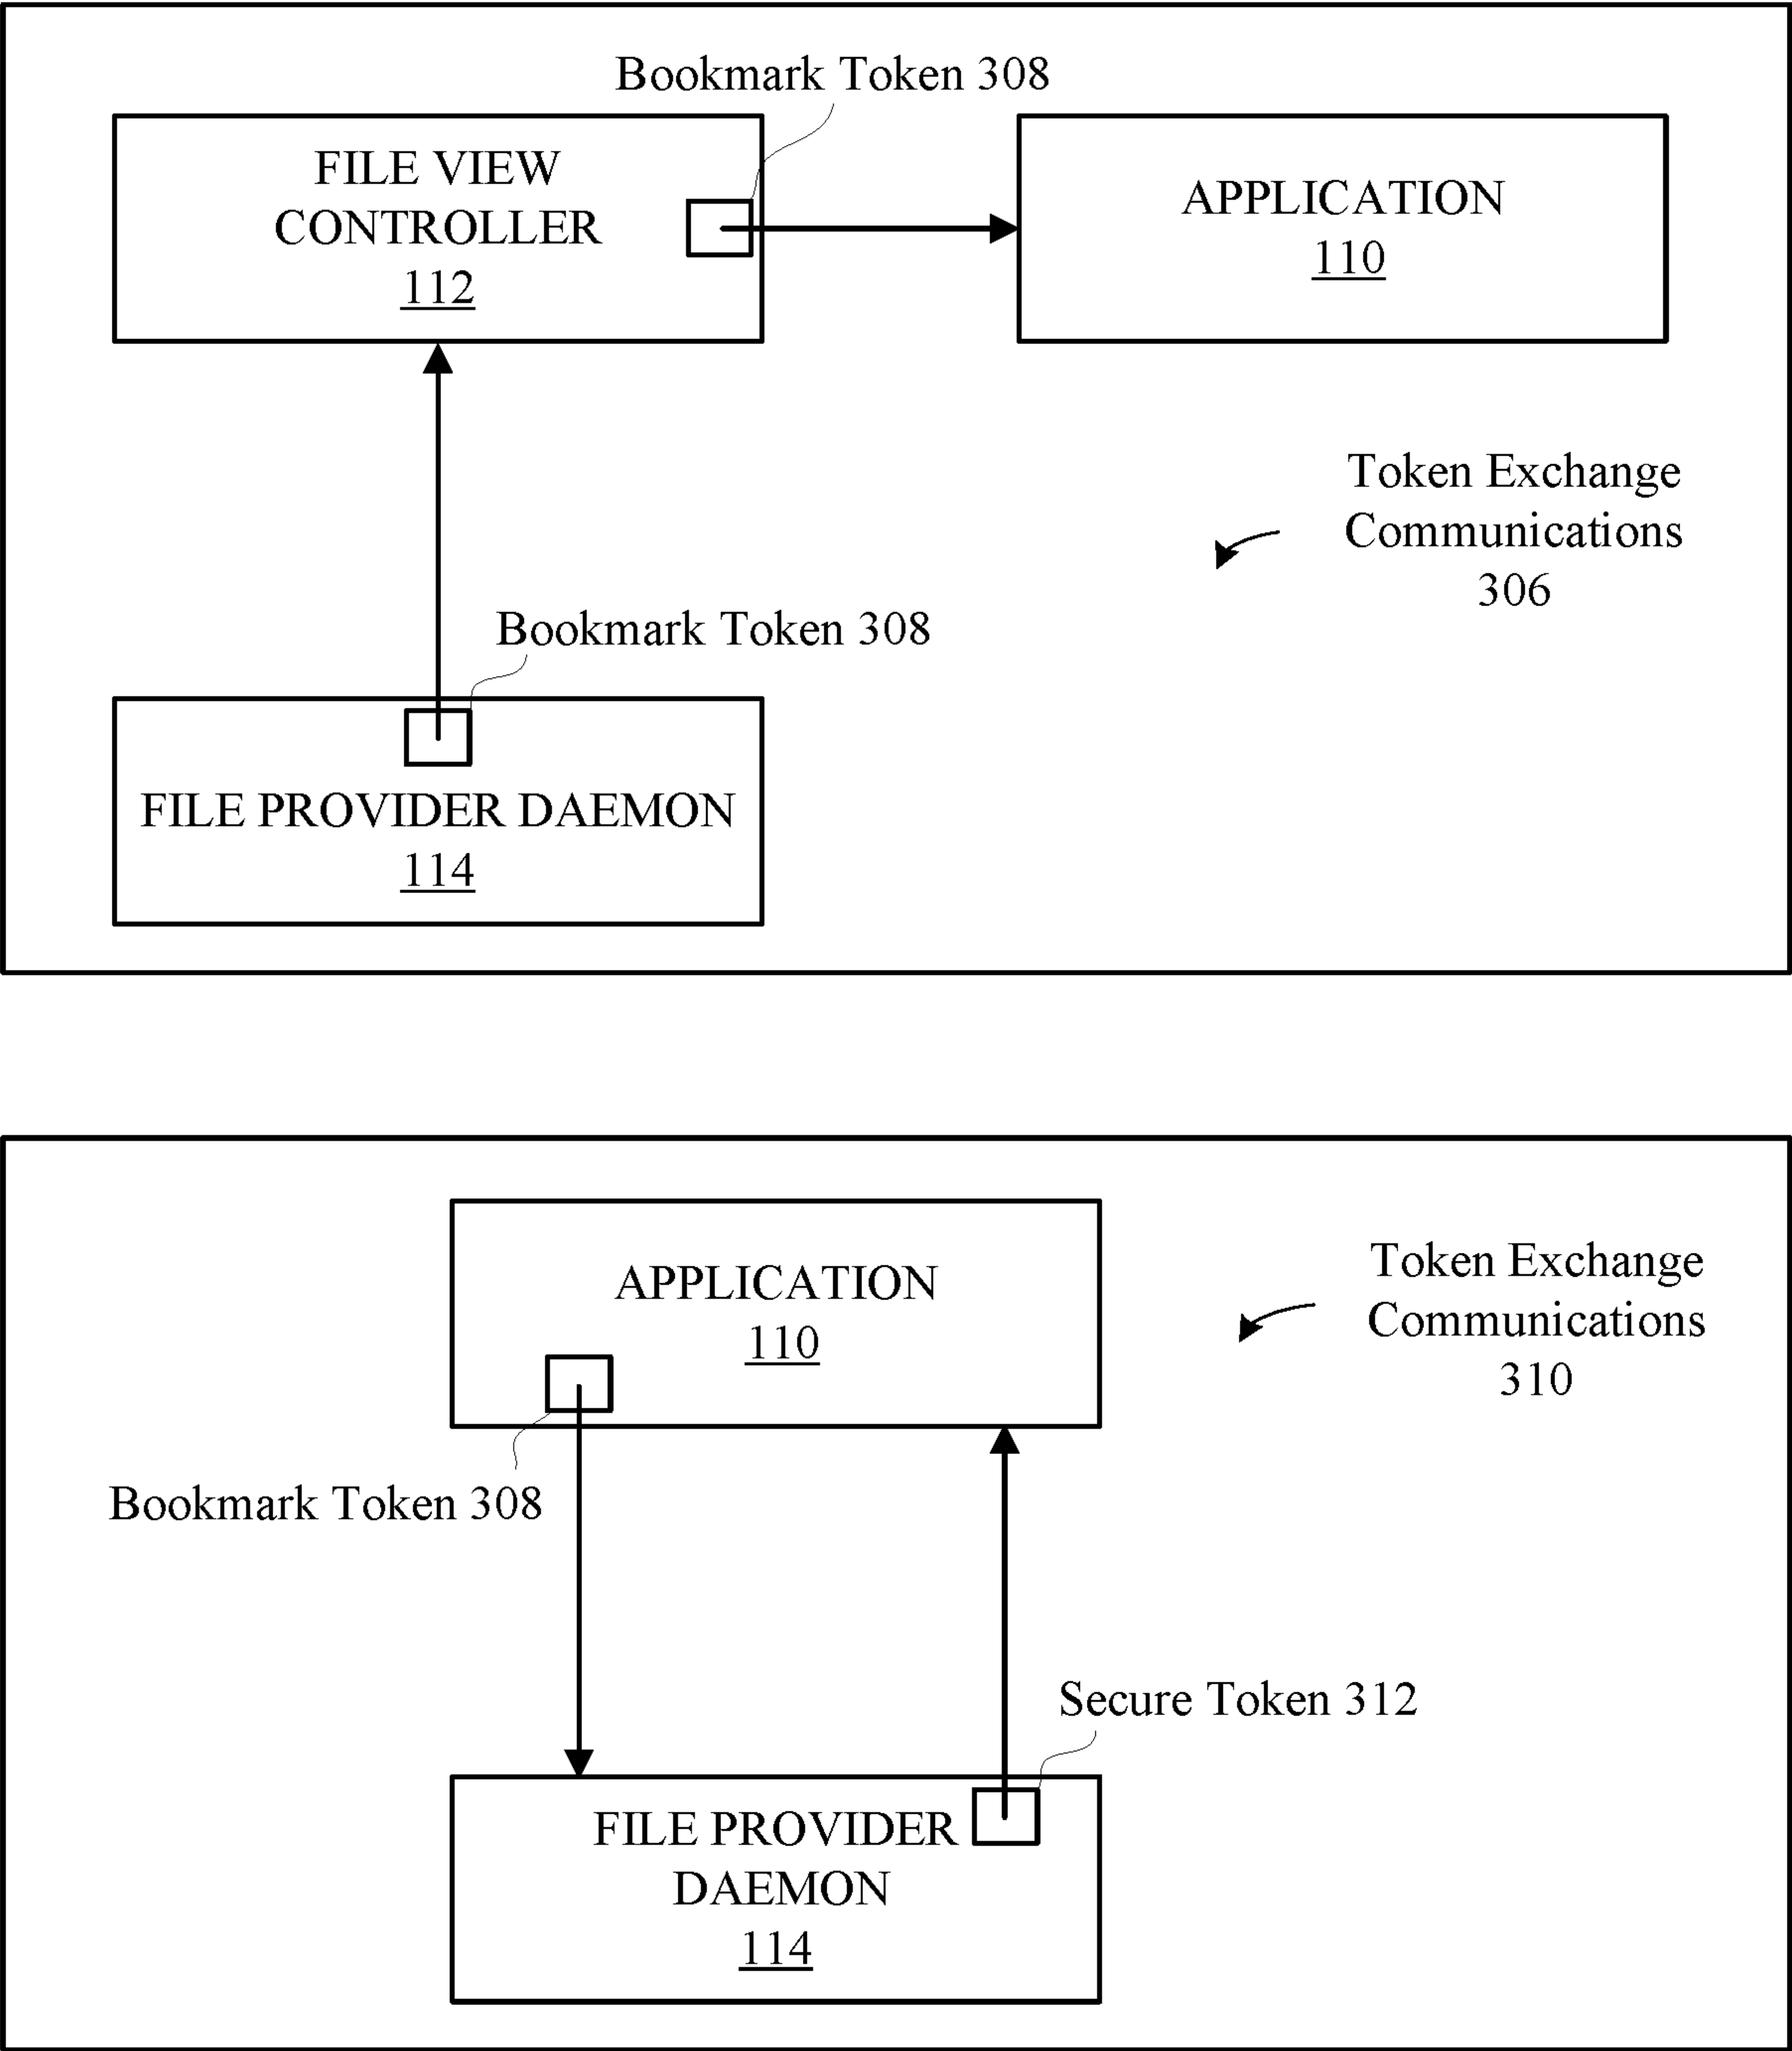 Bookmark Token 308
FILE VIEW
CONTROLLER
112
APPLICATION
110
Token Exchange
Communications
306
Bookmark Token 308
FILE PROVIDER DAEMON
114
APPLICATION
110
Token Exchange
Communications
310
Bookmark Token 308
Secure Token 312
FILE PROVIDER
DAEMON
114